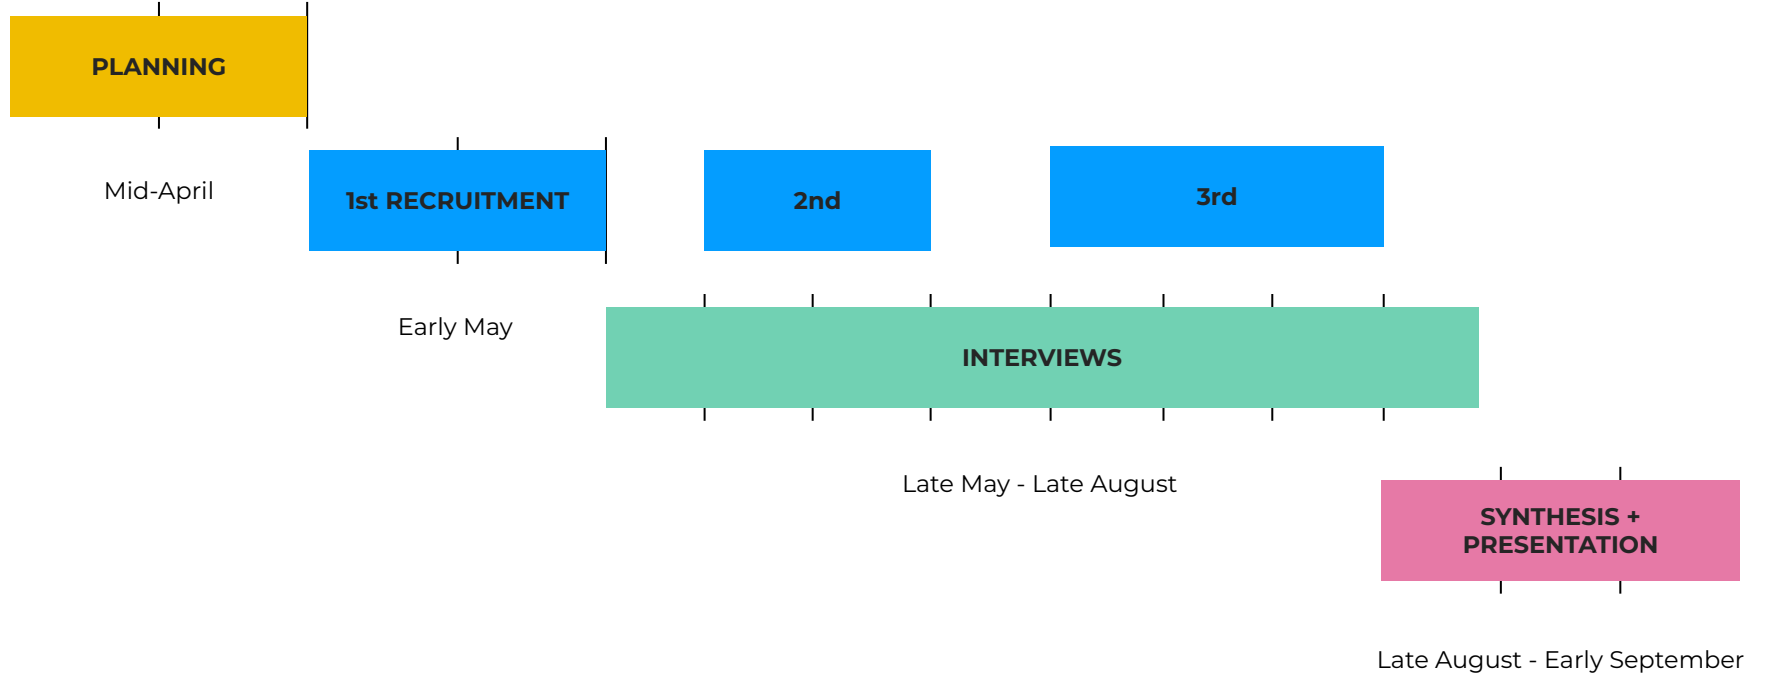 PLANNING
Mid-April
1st RECRUITMENT
2nd
3rd
Early May
INTERVIEWS
Late May - Late August
SYNTHESIS +
PRESENTATION
Late August - Early September